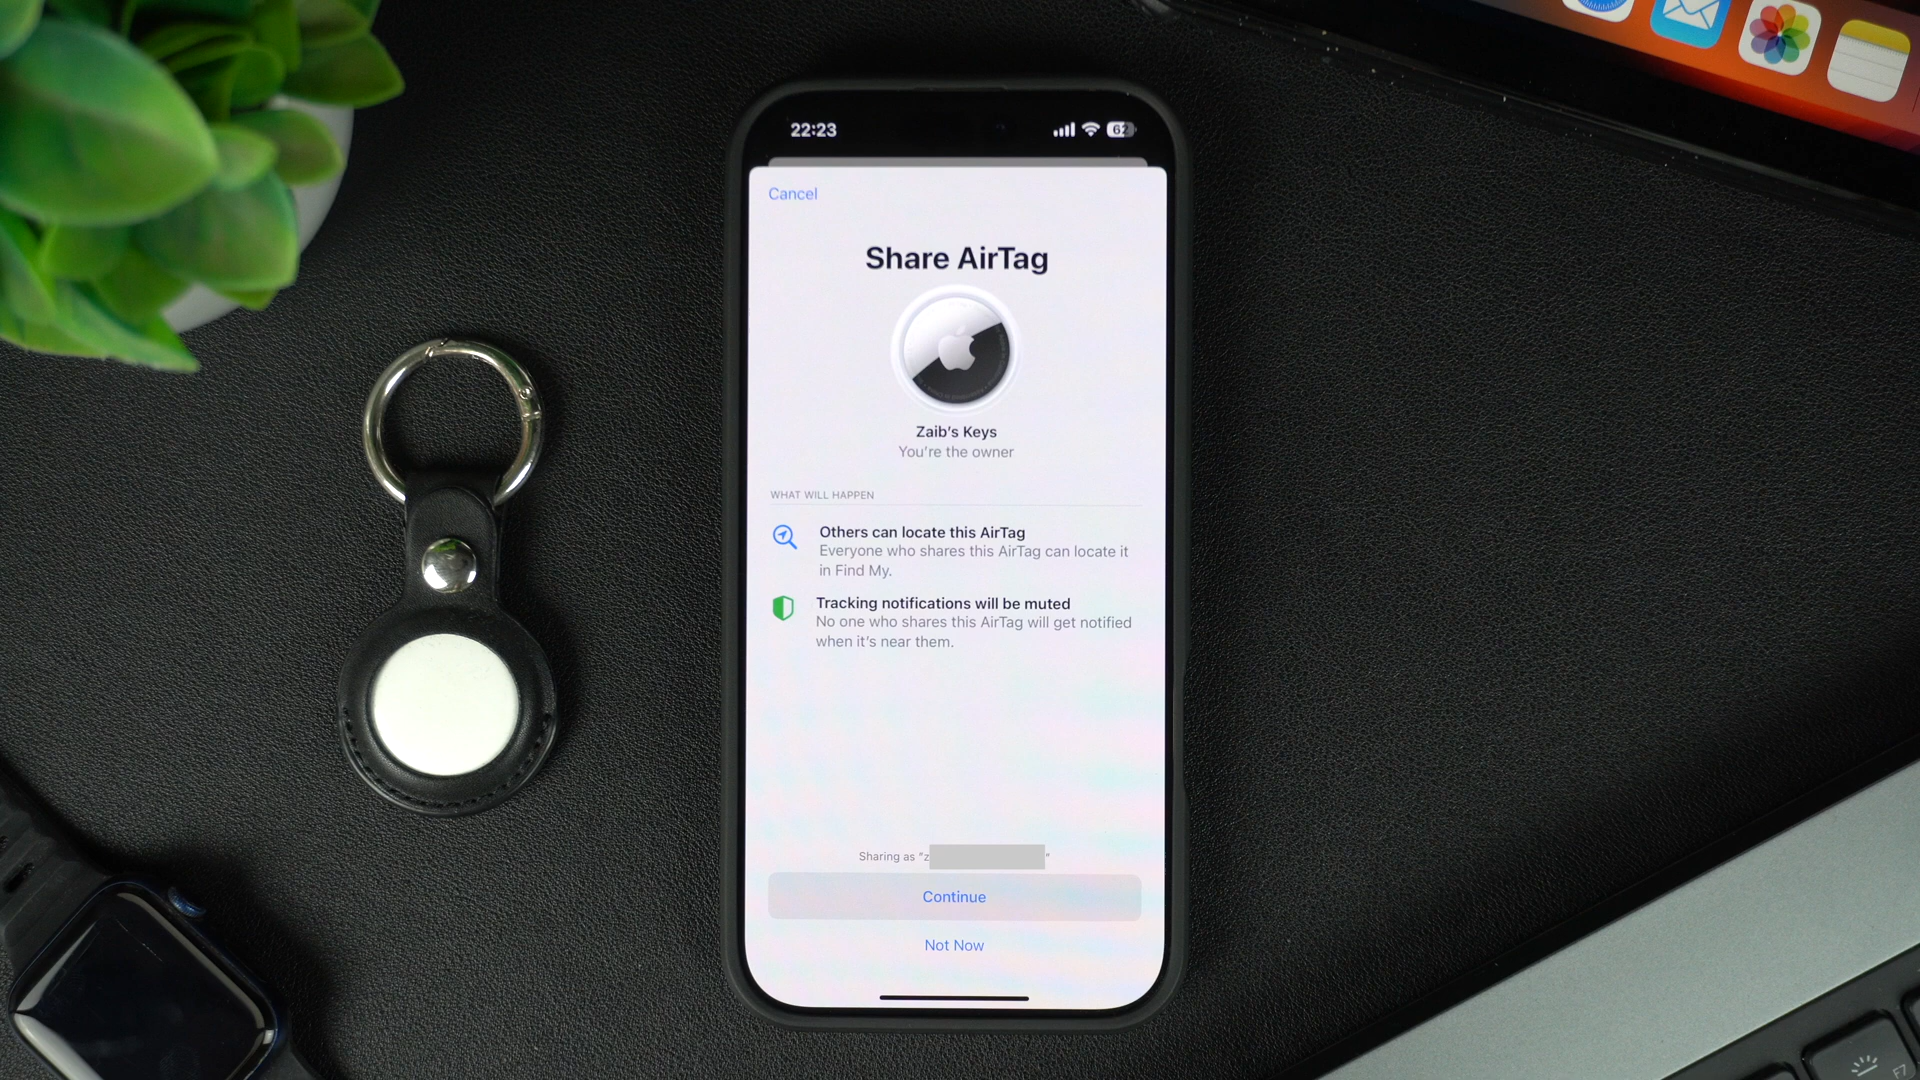 22:23
62
Cancel
Share AirTag
Zaib's Keys
You're the owner
WHAT WILL HAPPEN
Others can locate this AirTag
Everyone who shares this AirTag can locate it
in Find My.
Tracking notifications will be muted
No one who shares this AirTag will get notified
when it's near them.
Sharing as "z "
Continue
Not Now
F7